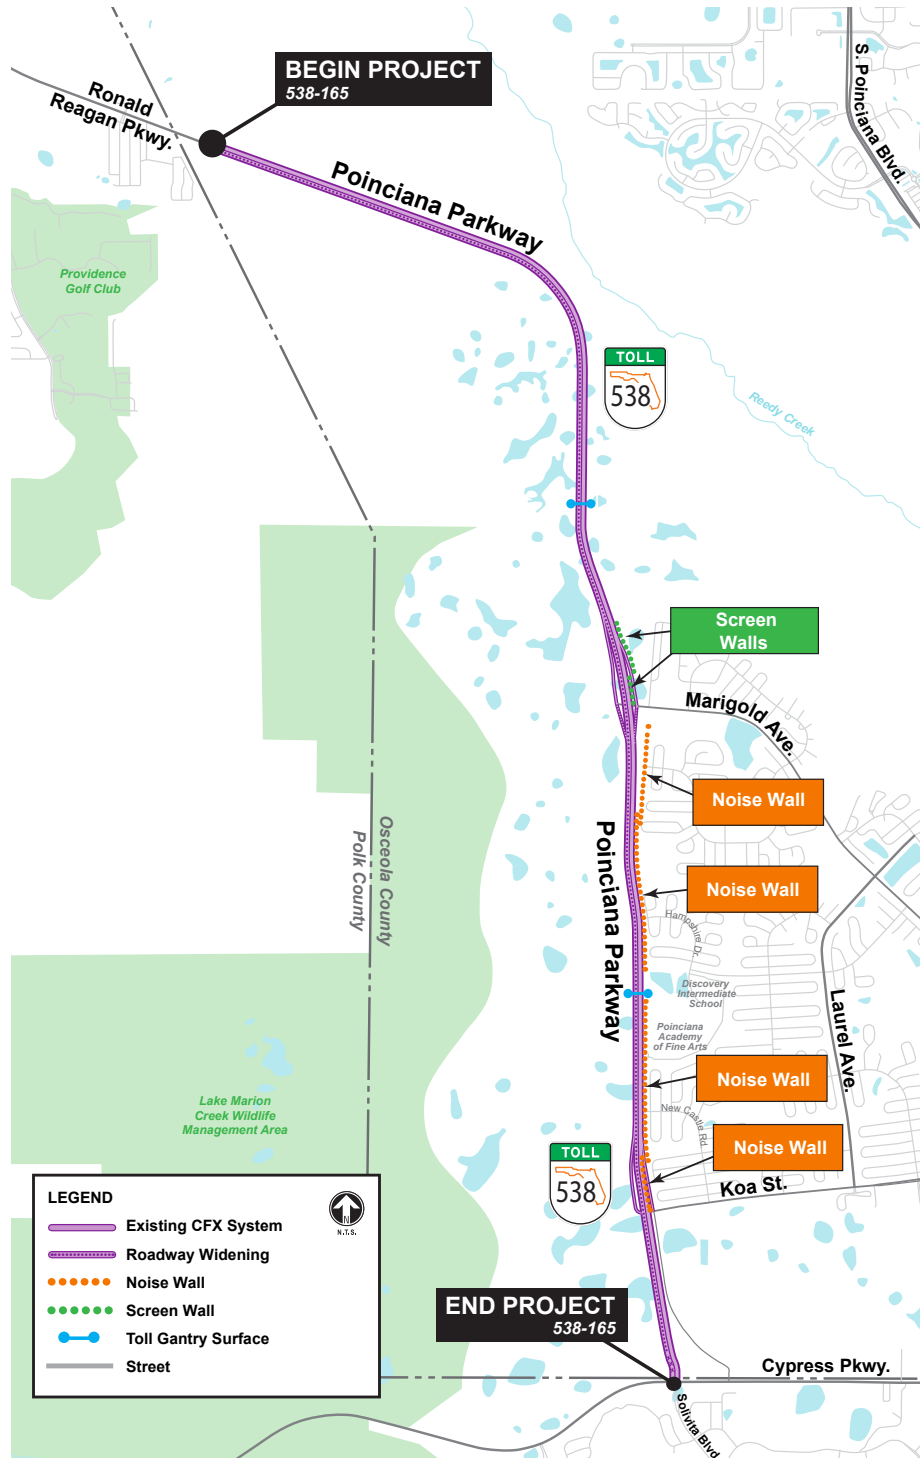 BEGIN PROJECT
538-165
Ronald
Reagan Pkwy.
S. Poinciana Blvd.
Poinciana Parkway
Providence
Golf Club
TOLL
538
Reedy Creek
Screen
Walls
Marigold Ave.
Noise Wall
Osceola County
Polk County
Poinciana Parkway
Noise Wall
Hampshire Dr.
Discovery
Intermediate
School
Laurel Ave.
Poinciana
Academy
of Fine Arts
Noise Wall
Lake Marion
Creek Wildlife
Management Area
New Castle Rd.
Noise Wall
TOLL
538
Koa St.
LEGEND
N
N.T.S.
Existing CFX System
Roadway Widening
Noise Wall
Screen Wall
Toll Gantry Surface
Street
END PROJECT
538-165
Cypress Pkwy.
Solivita Blvd